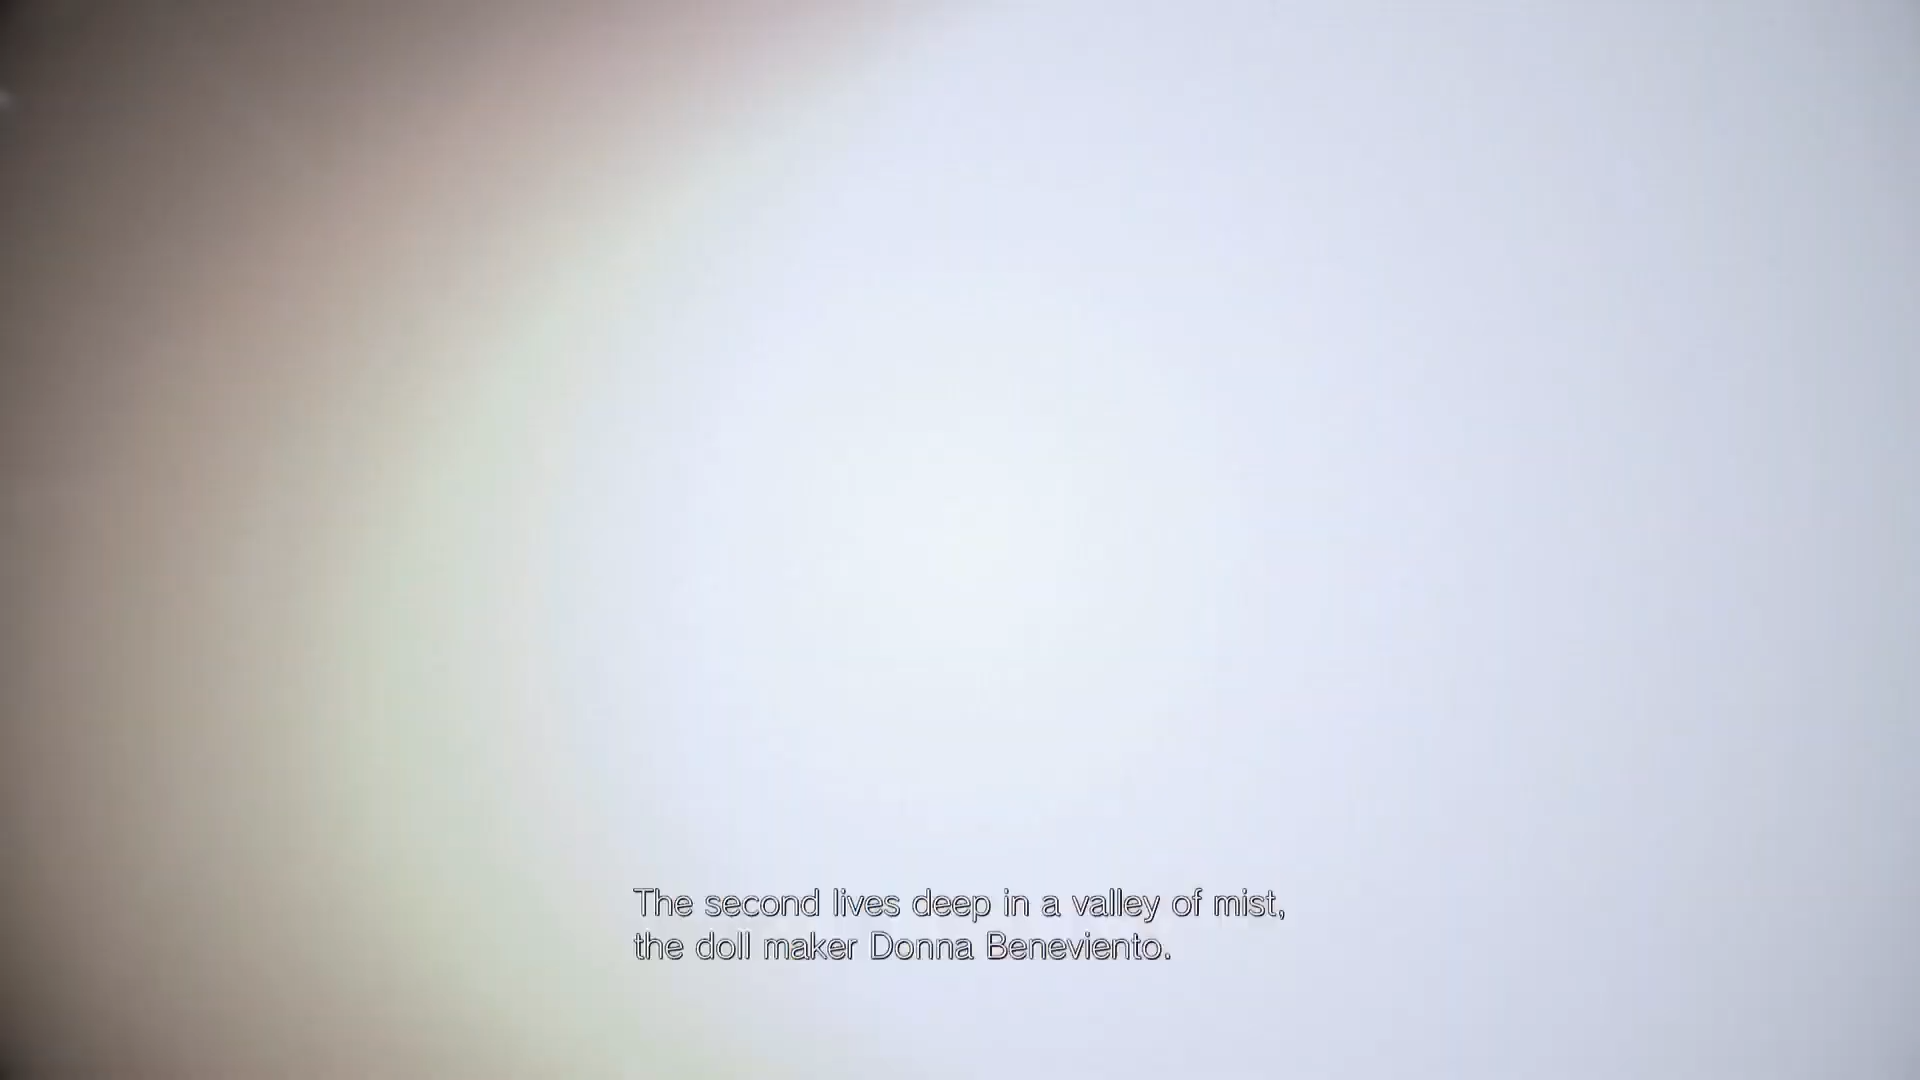 The second lives deep in a valley of mist,
the doll maker Donna Beneviento.